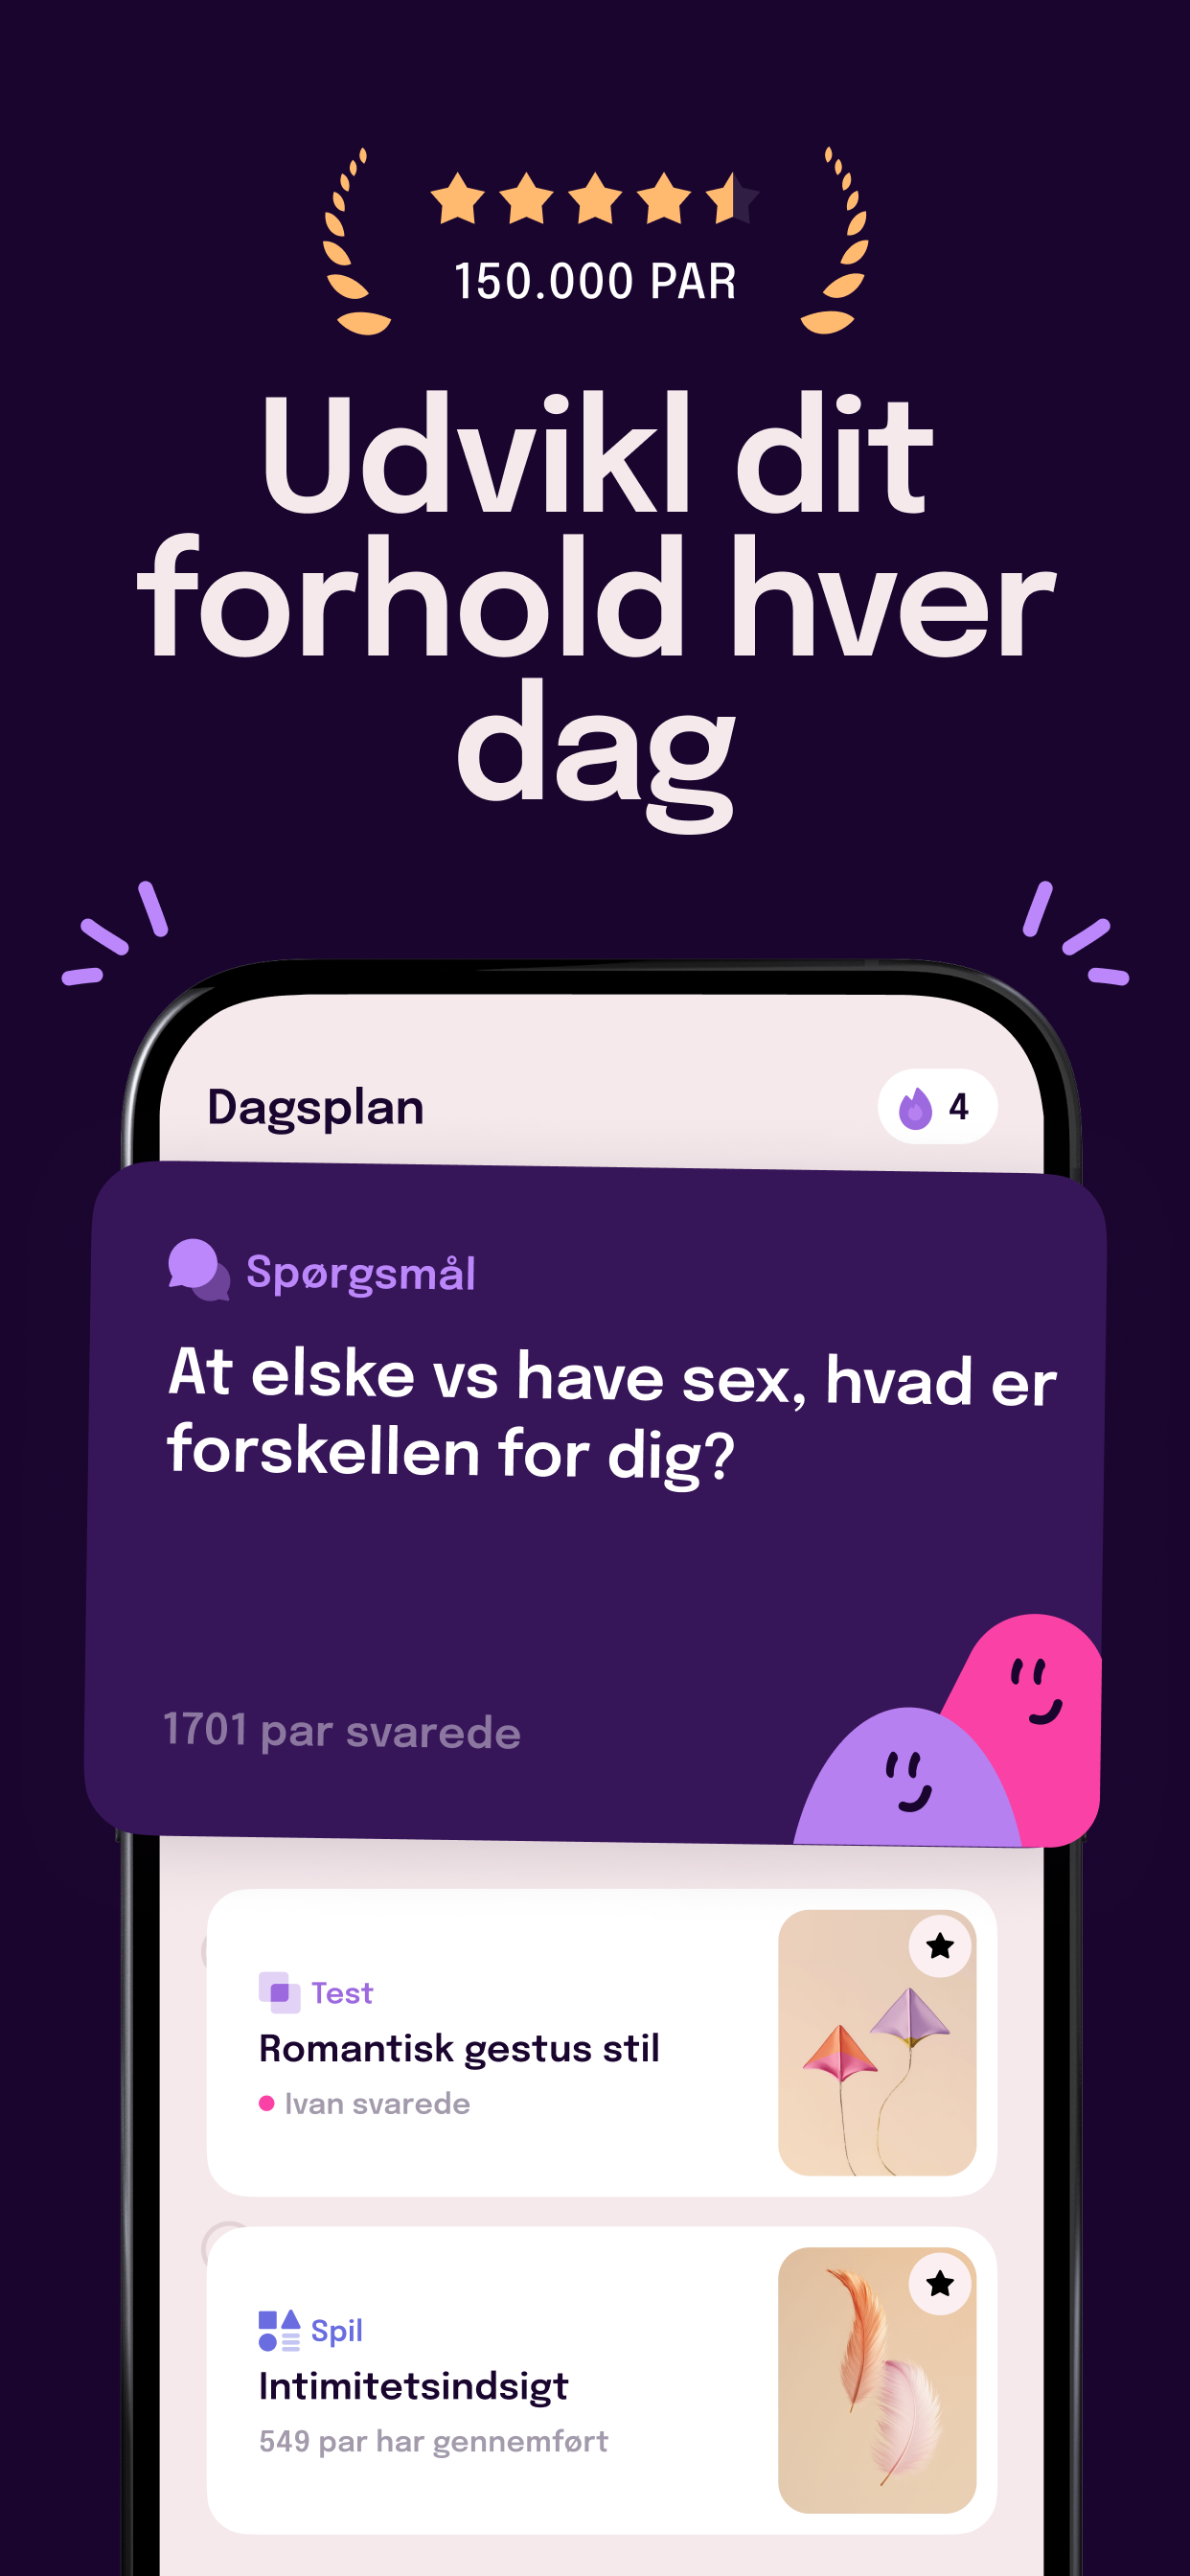 150.000 PAR
Udvikl dit
forhold hver
dag
Dagsplan
4
Spørgsmål
At elske vs have sex, hvad er
forskellen for dig?
1701 par svarede
Test
Romantisk gestus stil
Ivan svarede
Spil
Intimitetsindsigt
549 par har gennemført